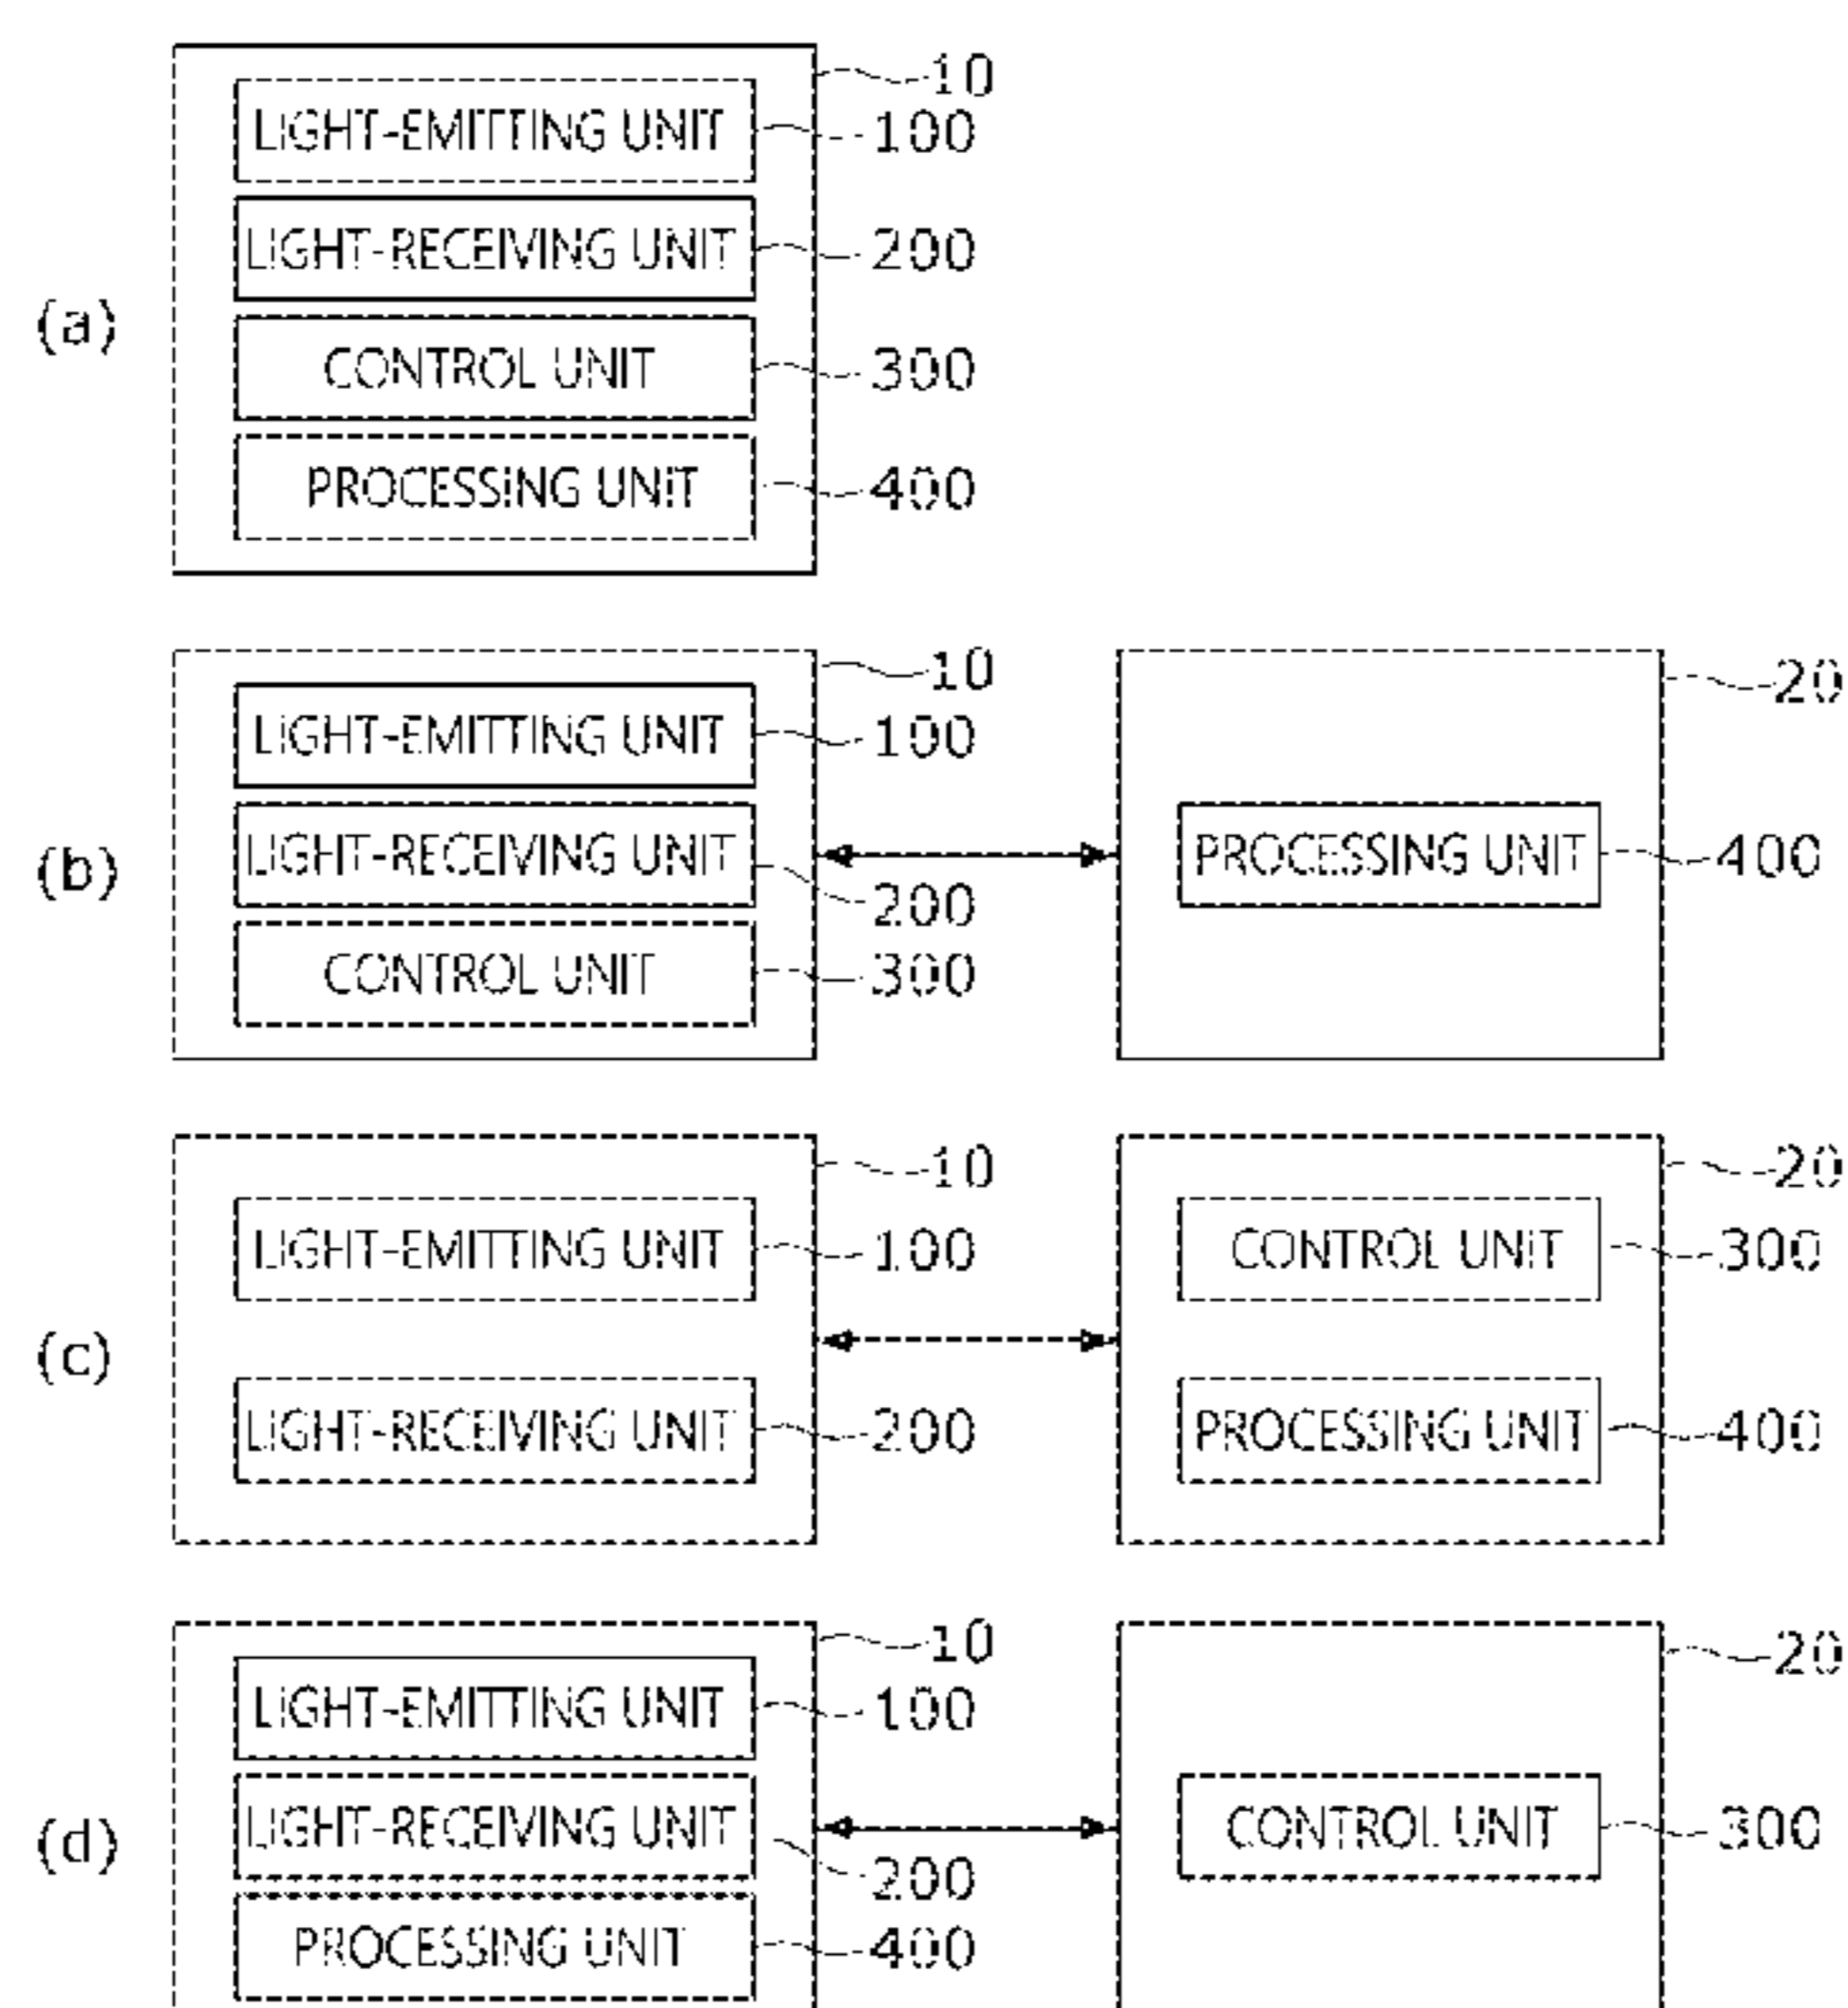 10
LIGHT-EMITTING UNIT 100
LIGHT-RECEIVING UNIT 200
(a)
CONTROL UNIT 300
PROCESSING UNIT 400
10 20
LIGHT-EMITTING UNIT 100
(b)
LIGHT-RECEIVING UNIT PROCESSING UNIT 400
200
CONTROL UNIT 300
10 20
LIGHT-EMITTING UNIT 100 CONTROL UNIT 300
(c)
LIGHT-RECEIVING UNIT 200 PROCESSING UNIT 400
10 20
LIGHT-EMITTING UNIT 100
(d)
LIGHT-RECEIVING UNIT CONTROL UNIT 300
200
PROCESSING UNIT 400